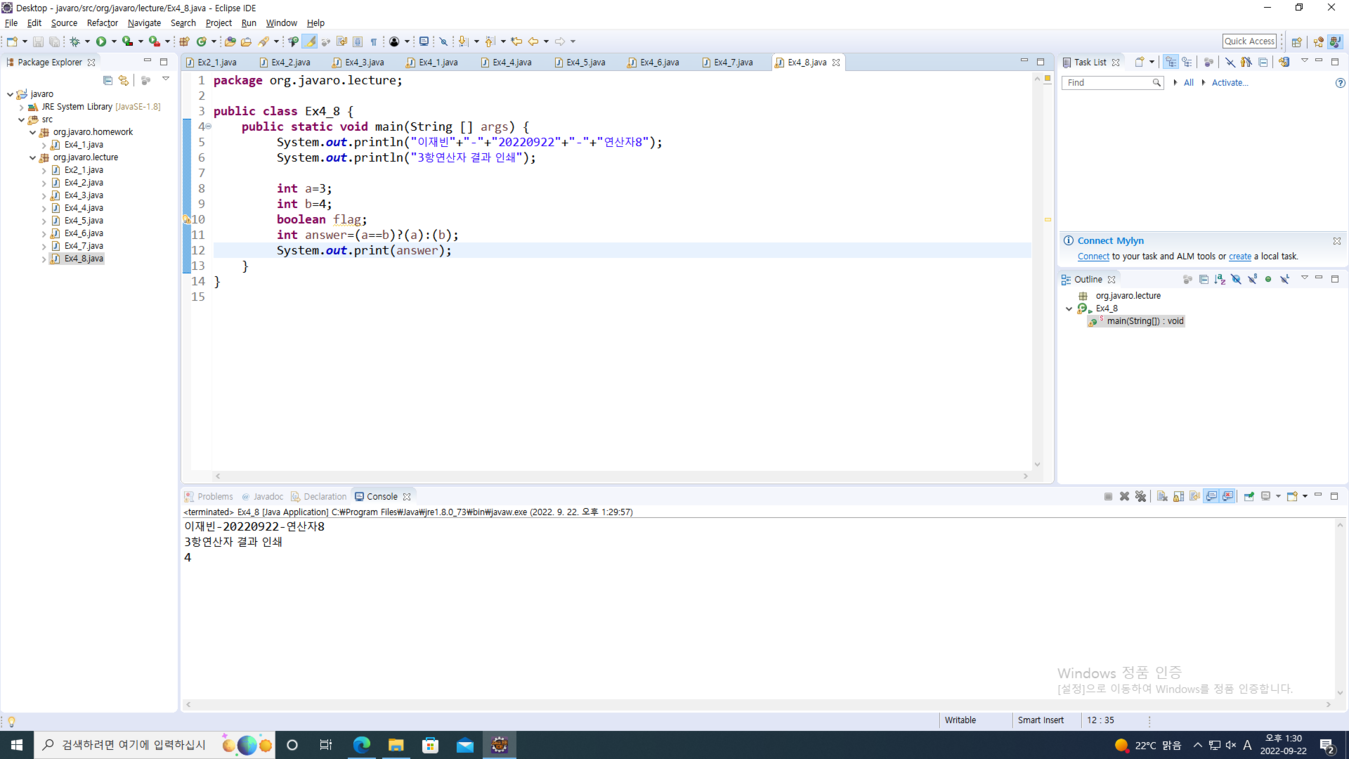 Desktop - javaro/src/org/javaro/lecture/Ex4_8.java - Eclipse IDE
File Edit Source Refactor Navigate Search Project Run Window Help
Quick Access
Package Explorer
javaro
JRE System Library [JavaSE-1.8]
src
org.javaro.homework
Ex4_1.java
org.javaro.lecture
Ex2_1.java
Ex4_2.java
Ex4_3.java
Ex4_4.java
Ex4_5.java
Ex4_6.java
Ex4_7.java
Ex4_8.java
Ex2_1.java Ex4_2.java Ex4_3.java Ex4_1.java Ex4_4.java Ex4_5.java Ex4_6.java Ex4_7.java Ex4_8.java
1 package org.javaro.lecture;
2
3 public class Ex4_8 {
4 public static void main(String [] args) {
5 System.out.println("이재빈"+"-"+"20220922"+"-"+"연산자8");
6 System.out.println("3항연산자 결과 인쇄");
7
8 int a=3;
9 int b=4;
10 boolean flag;
11 int answer=(a==b)?(a):(b);
12 System.out.print(answer);
13 }
14 }
15
Task List
Find All Activate...
Connect Mylyn
Connect to your task and ALM tools or create a local task.
Outline
org.javaro.lecture
Ex4_8
main(String[]) : void
Problems Javadoc Declaration Console
<terminated> Ex4_8 [Java Application] C:₩Program Files₩Java₩jre1.8.0_73₩bin₩javaw.exe (2022. 9. 22. 오후 1:29:57)
이재빈-20220922-연산자8
3항연산자 결과 인쇄
4
Windows 정품 인증
[설정]으로 이동하여 Windows를 정품 인증합니다.
Writable Smart Insert 12 : 35
검색하려면 여기에 입력하십시
22°C 맑음 A 오후 1:30
2022-09-22
2